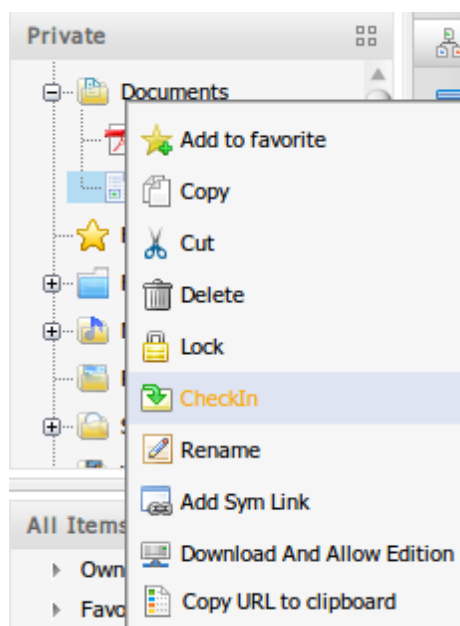 Private
Documents
Add to favorite
Copy
Cut
Delete
Lock
CheckIn
Rename
Add Sym Link
Download And Allow Edition
Copy URL to clipboard
All Items
Own
Favo